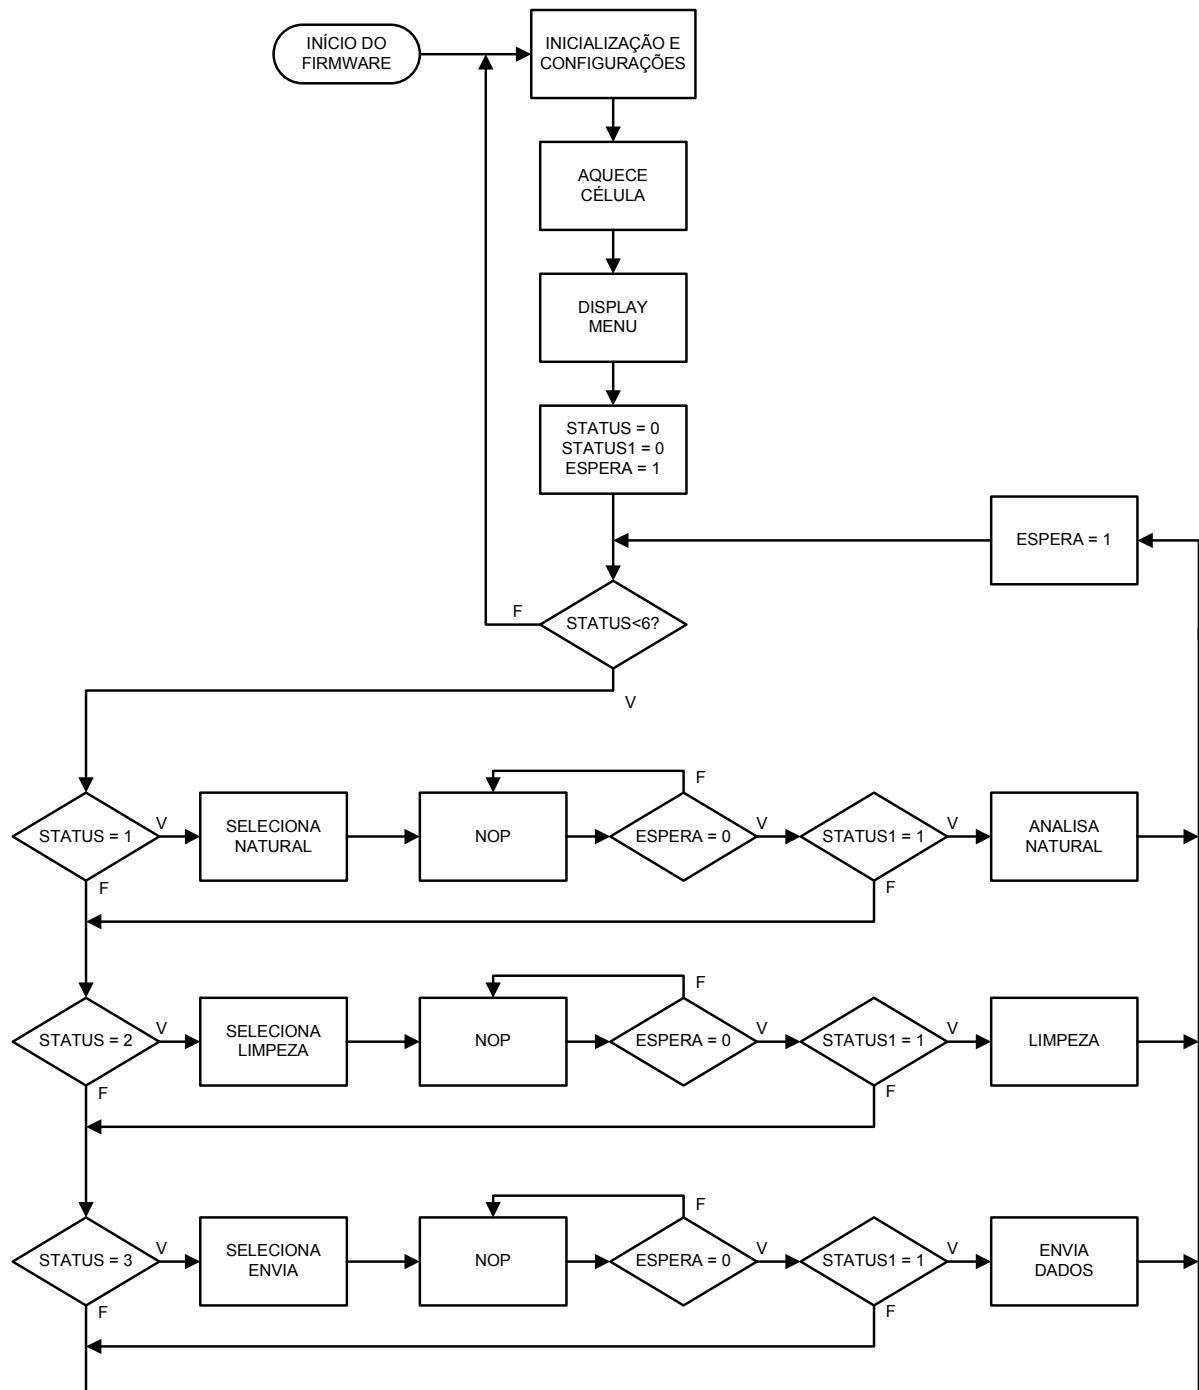 INÍCIO DO
FIRMWARE
INICIALIZAÇÃO E
CONFIGURAÇÕES
AQUECE
CÉLULA
DISPLAY
MENU
STATUS = 0
STATUS1 = 0
ESPERA = 1
ESPERA = 1
F
STATUS<6?
V
F
STATUS = 1
V
SELECIONA
NATURAL
NOP
ESPERA = 0
V
STATUS1 = 1
V
ANALISA
NATURAL
F
F
F
STATUS = 2
V
SELECIONA
LIMPEZA
NOP
ESPERA = 0
V
STATUS1 = 1
V
LIMPEZA
F
F
F
STATUS = 3
V
SELECIONA
ENVIA
NOP
ESPERA = 0
V
STATUS1 = 1
V
ENVIA
DADOS
F
F